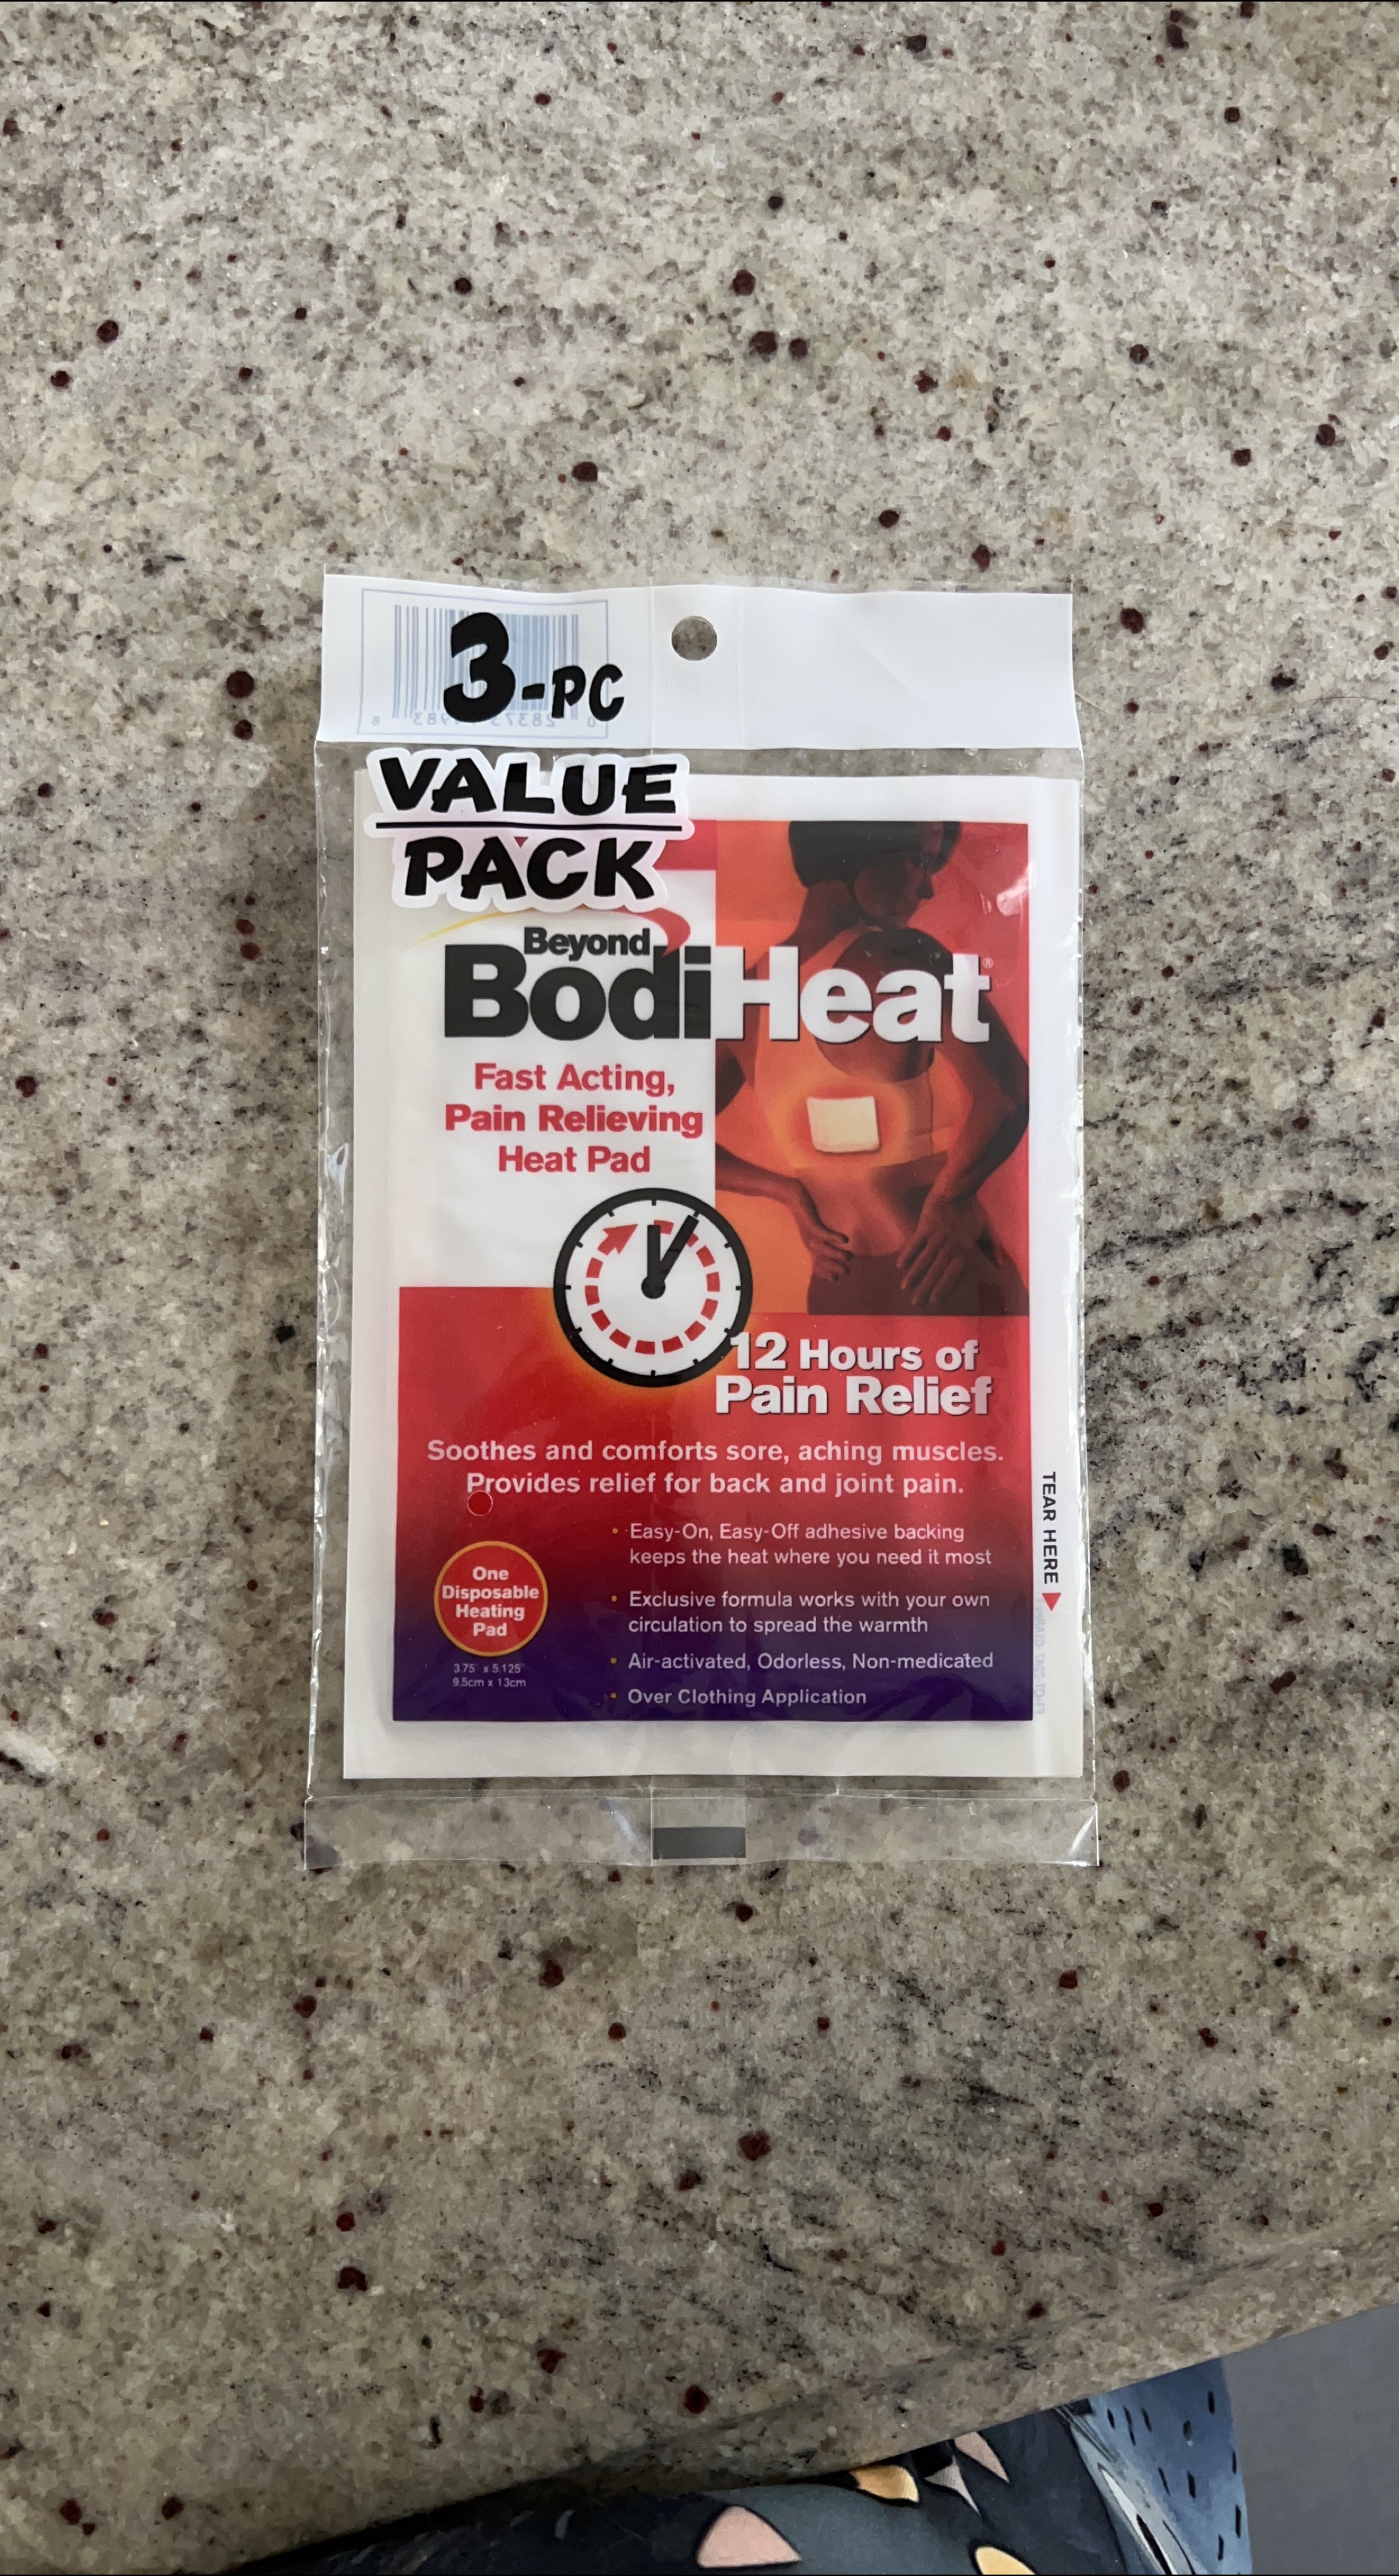 3-PC
VALUE
PACK
Beyond
BodiHeat®
Fast Acting,
Pain Relieving
Heat Pad
12 Hours of
Pain Relief
Soothes and comforts sore, aching muscles.
Provides relief for back and joint pain.
• Easy-On, Easy-Off adhesive backing
keeps the heat where you need it most
• Exclusive formula works with your own
circulation to spread the warmth
• Air-activated, Odorless, Non-medicated
• Over Clothing Application
One
Disposable
Heating
Pad
3.75 x 5.125
9.5cm x 13cm
TEAR HERE